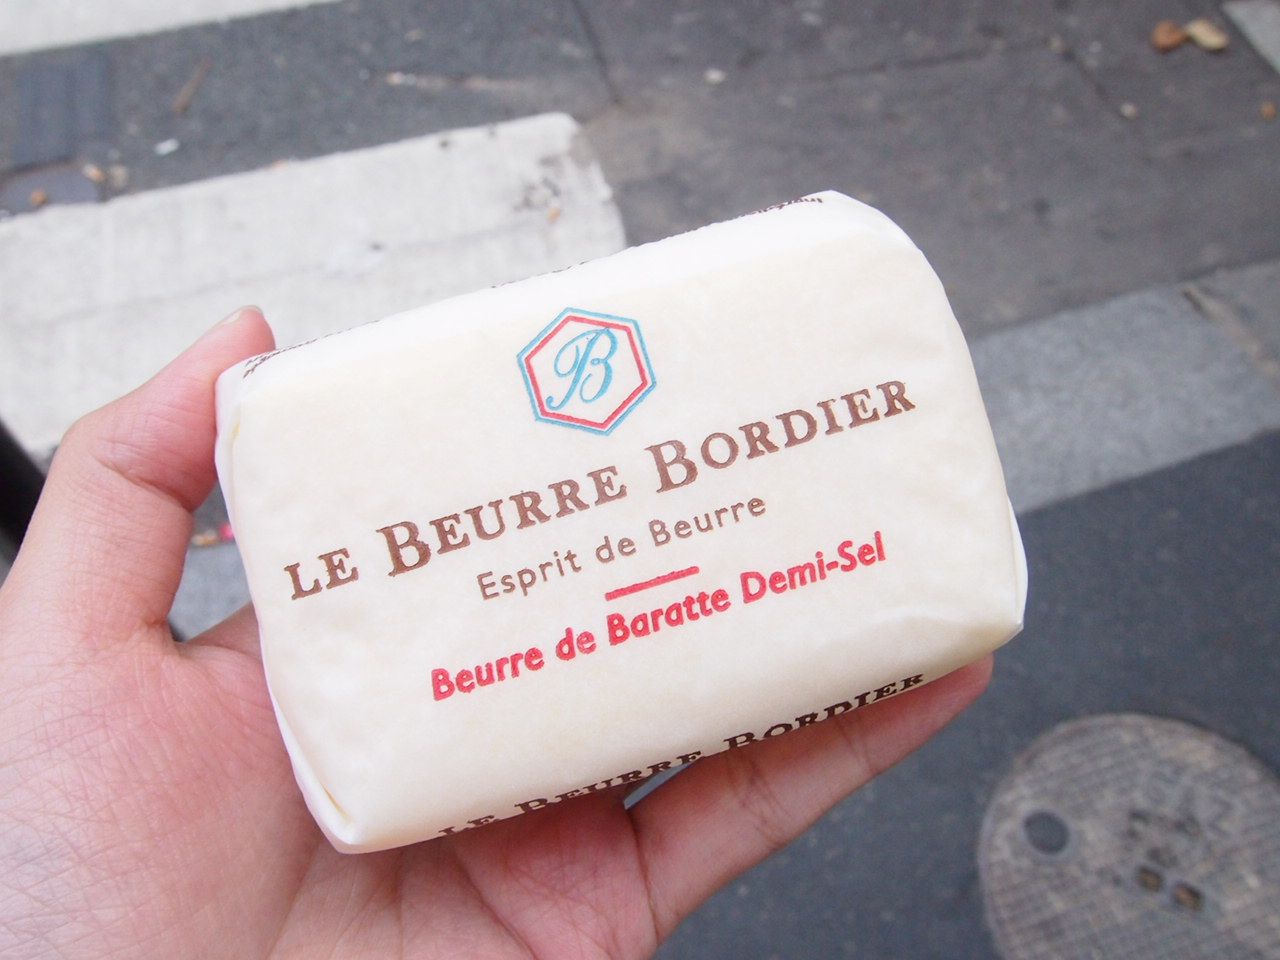 B
LE BEURRE BORDIER
Esprit de Beurre
Beurre de Baratte Demi-Sel
LE BEURRE BORDIER